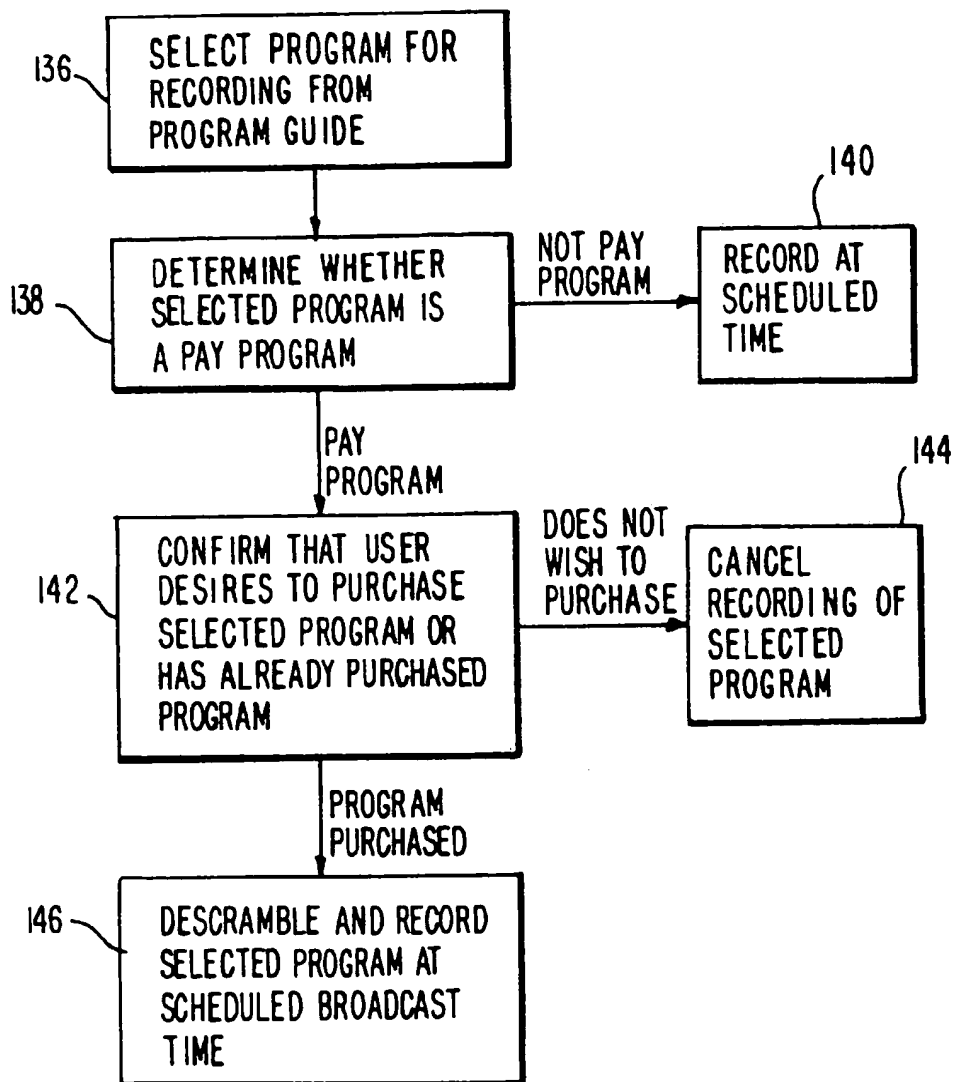 136
SELECT PROGRAM FOR
RECORDING FROM
PROGRAM GUIDE
138
DETERMINE WHETHER
SELECTED PROGRAM IS
A PAY PROGRAM
NOT PAY
PROGRAM
140
RECORD AT
SCHEDULED
TIME
PAY
PROGRAM
142
CONFIRM THAT USER
DESIRES TO PURCHASE
SELECTED PROGRAM OR
HAS ALREADY PURCHASED
PROGRAM
DOES NOT
WISH TO
PURCHASE
144
CANCEL
RECORDING OF
SELECTED
PROGRAM
PROGRAM
PURCHASED
146
DESCRAMBLE AND RECORD
SELECTED PROGRAM AT
SCHEDULED BROADCAST
TIME